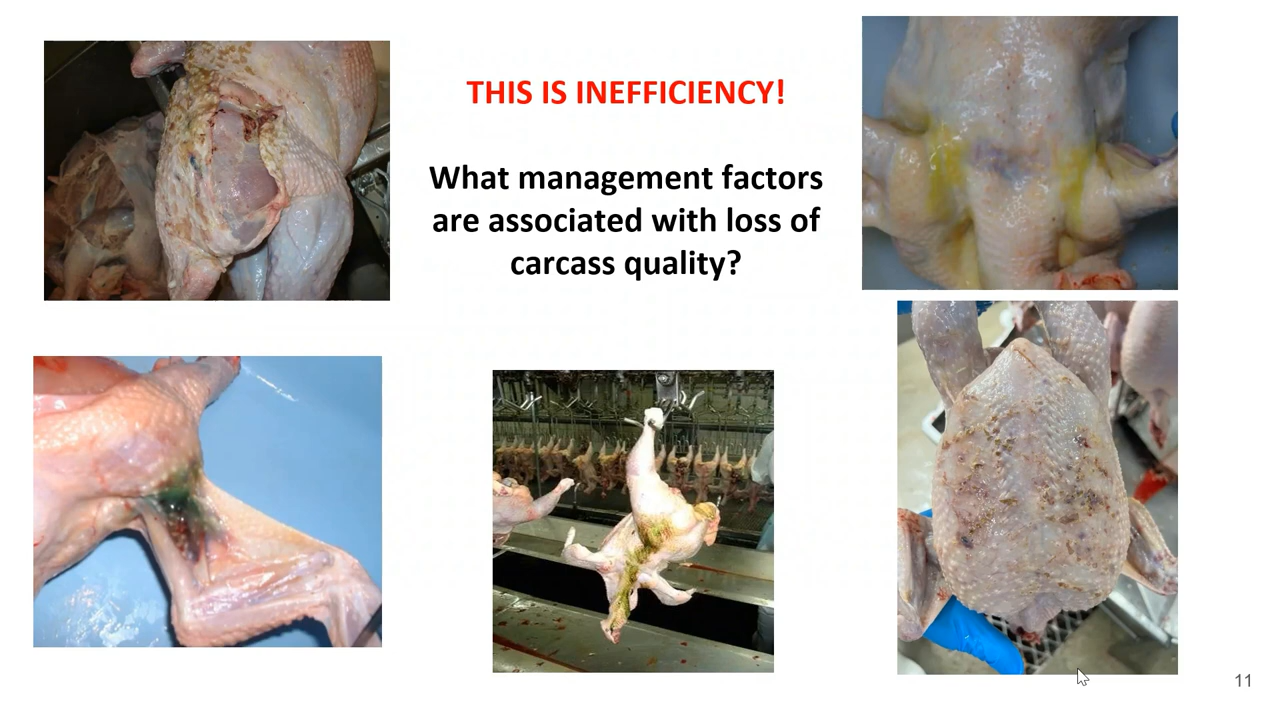 THIS IS INEFFICIENCY!
What management factors
are associated with loss of
carcass quality?
11